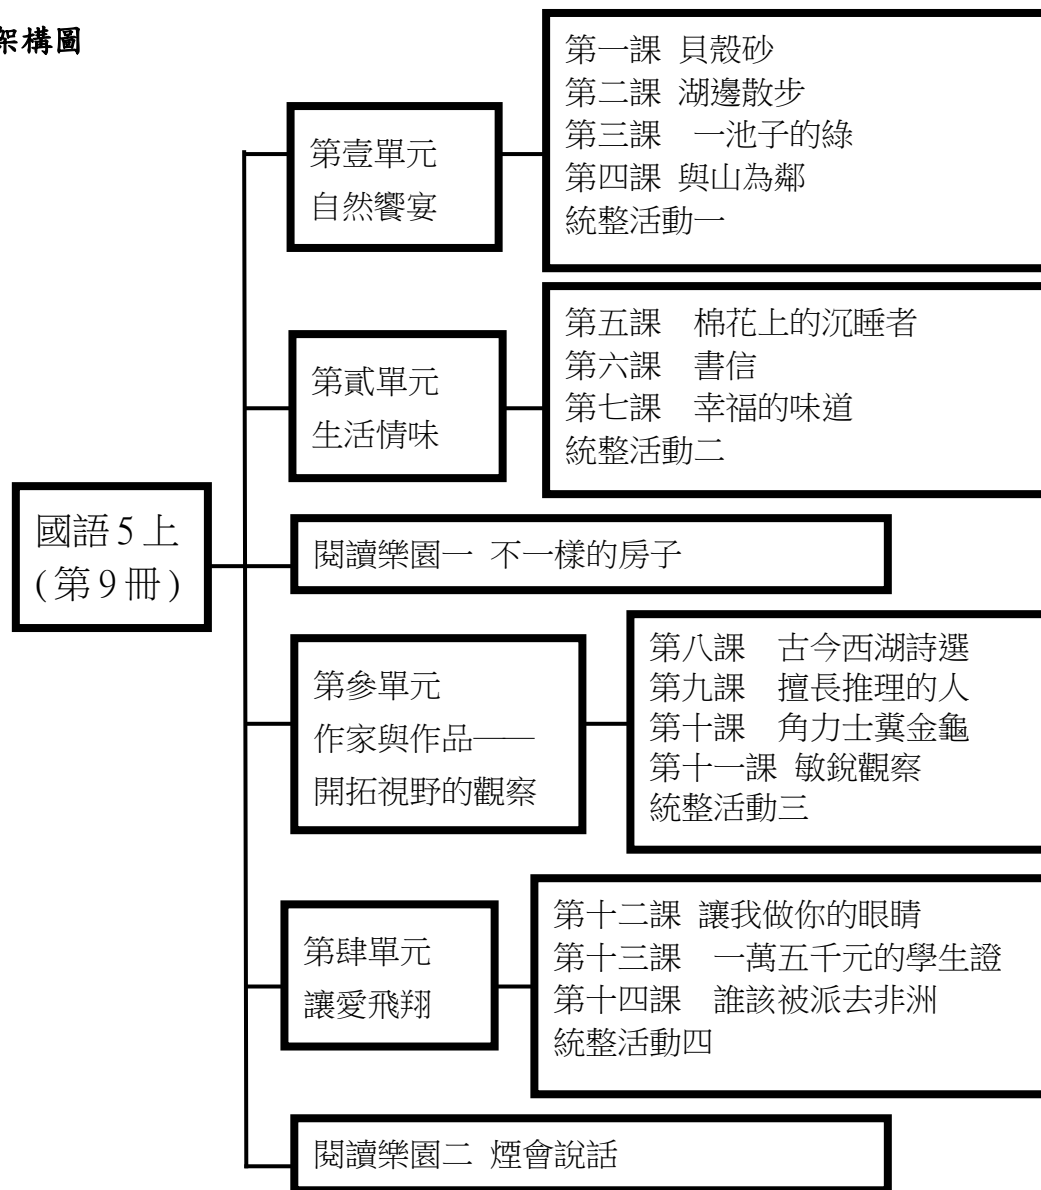 架構圖
國語5上
(第9冊)
第壹單元
自然饗宴
第一課 貝殼砂
第二課 湖邊散步
第三課　一池子的綠
第四課 與山為鄰
統整活動一
第貳單元
生活情味
第五課　棉花上的沉睡者
第六課　書信
第七課　幸福的味道
統整活動二
閱讀樂園一 不一樣的房子
第參單元
作家與作品——
開拓視野的觀察
第八課　古今西湖詩選
第九課　擅長推理的人
第十課　角力士糞金龜
第十一課 敏銳觀察
統整活動三
第肆單元
讓愛飛翔
第十二課 讓我做你的眼睛
第十三課　一萬五千元的學生證
第十四課　誰該被派去非洲
統整活動四
閱讀樂園二 煙會說話